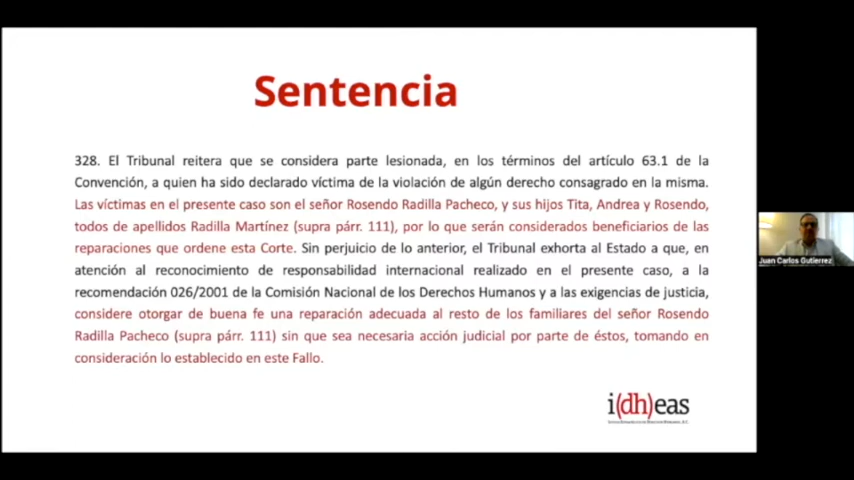 Sentencia
328. El Tribunal reitera que se considera parte lesionada, en los términos del artículo 63.1 de la
Convención, a quien ha sido declarado víctima de la violación de algún derecho consagrado en la misma.
Las víctimas en el presente caso son el señor Rosendo Radilla Pacheco, y sus hijos Tita, Andrea y Rosendo,
todos de apellidos Radilla Martínez (supra párr. 111), por lo que serán considerados beneficiarios de las
reparaciones que ordene esta Corte. Sin perjuicio de lo anterior, el Tribunal exhorta al Estado a que, en
atención al reconocimiento de responsabilidad internacional realizado en el presente caso, a la
recomendación 026/2001 de la Comisión Nacional de los Derechos Humanos y a las exigencias de justicia,
considere otorgar de buena fe una reparación adecuada al resto de los familiares del señor Rosendo
Radilla Pacheco (supra párr. 111) sin que sea necesaria acción judicial por parte de éstos, tomando en
consideración lo establecido en este Fallo.
Juan Carlos Gutierrez
i(dh)eas